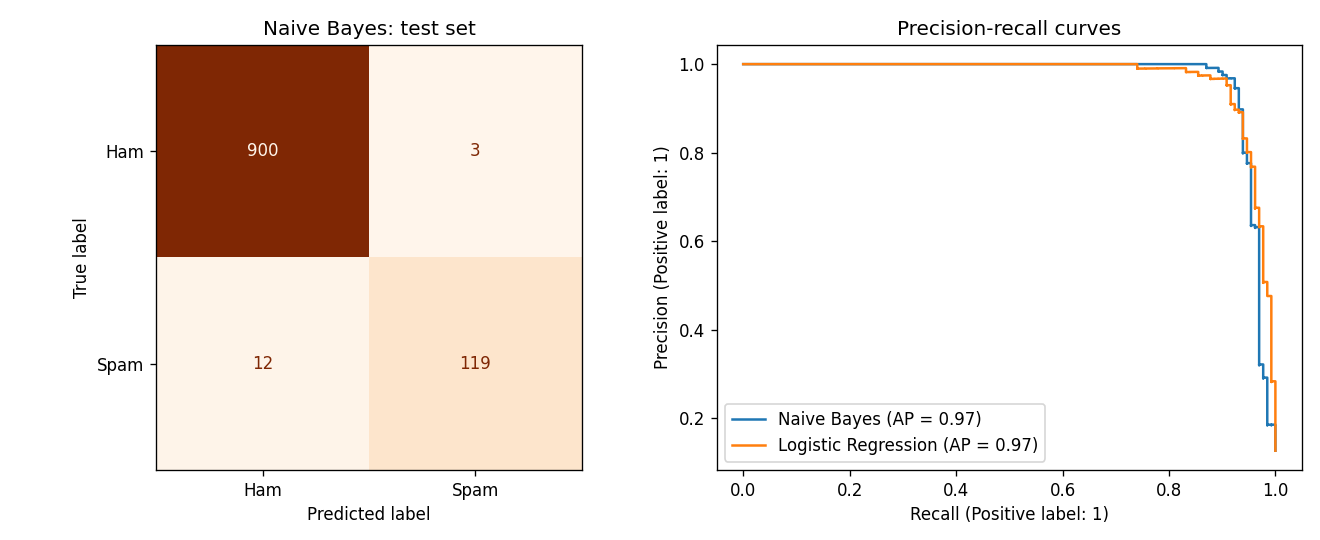 Naive Bayes: test set
True label
Ham
Spam
900
3
12
119
Ham
Spam
Predicted label
Precision-recall curves
Precision (Positive label: 1)
1.0
0.8
0.6
0.4
0.2
Naive Bayes (AP = 0.97)
Logistic Regression (AP = 0.97)
0.0
0.2
0.4
0.6
0.8
1.0
Recall (Positive label: 1)